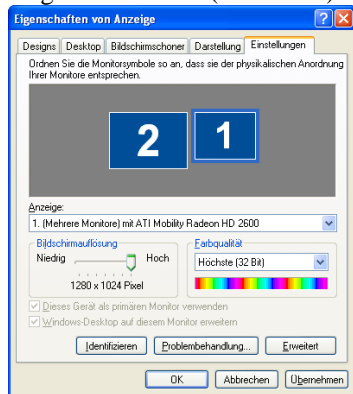 Eigenschaften von Anzeige
Designs Desktop Bildschirmschoner Darstellung Einstellungen
Ordnen Sie die Monitorsymbole so an, dass sie der physikalischen Anordnung
Ihrer Monitore entsprechen.
2 1
Anzeige:
1. (Mehrere Monitore) mit ATI Mobility Radeon HD 2600
Bildschirmauflösung
Niedrig Hoch
1280 x 1024 Pixel
Farbqualität
Höchste (32 Bit)
Dieses Gerät als primären Monitor verwenden
Windows-Desktop auf diesem Monitor erweitern
Identifizieren Problembehandlung... Erweitert
OK Abbrechen Übernehmen